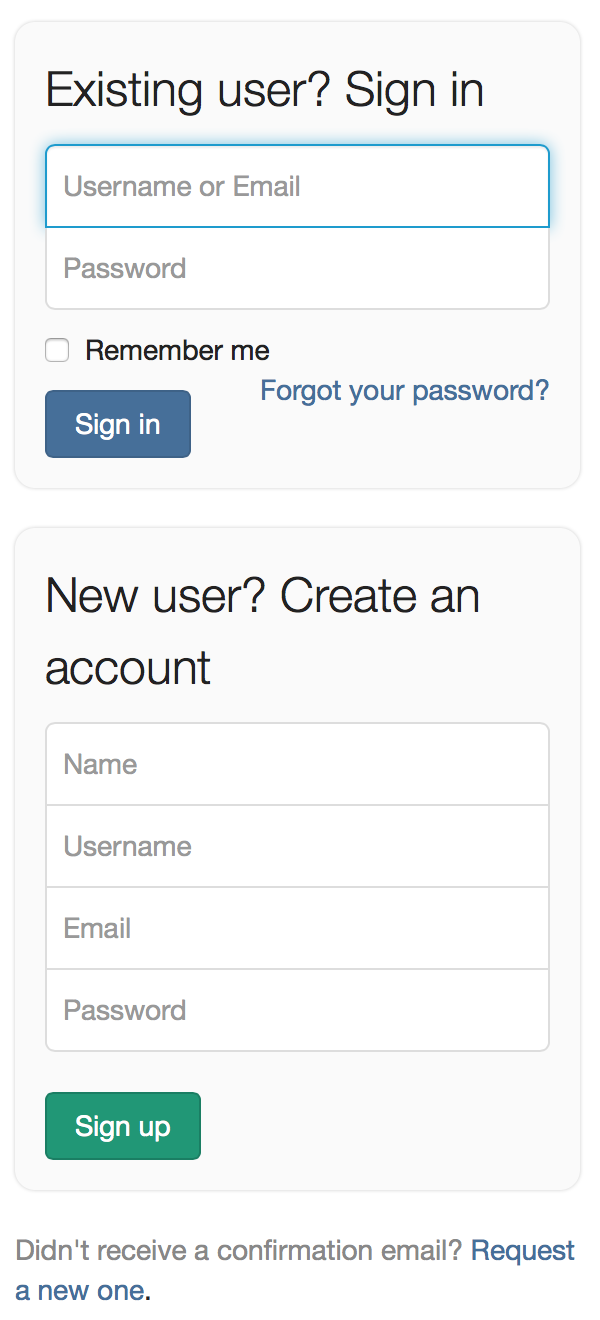 Existing user? Sign in
Username or Email
Password
Remember me
Forgot your password?
Sign in
New user? Create an
account
Name
Username
Email
Password
Sign up
Didn't receive a confirmation email? Request
a new one.